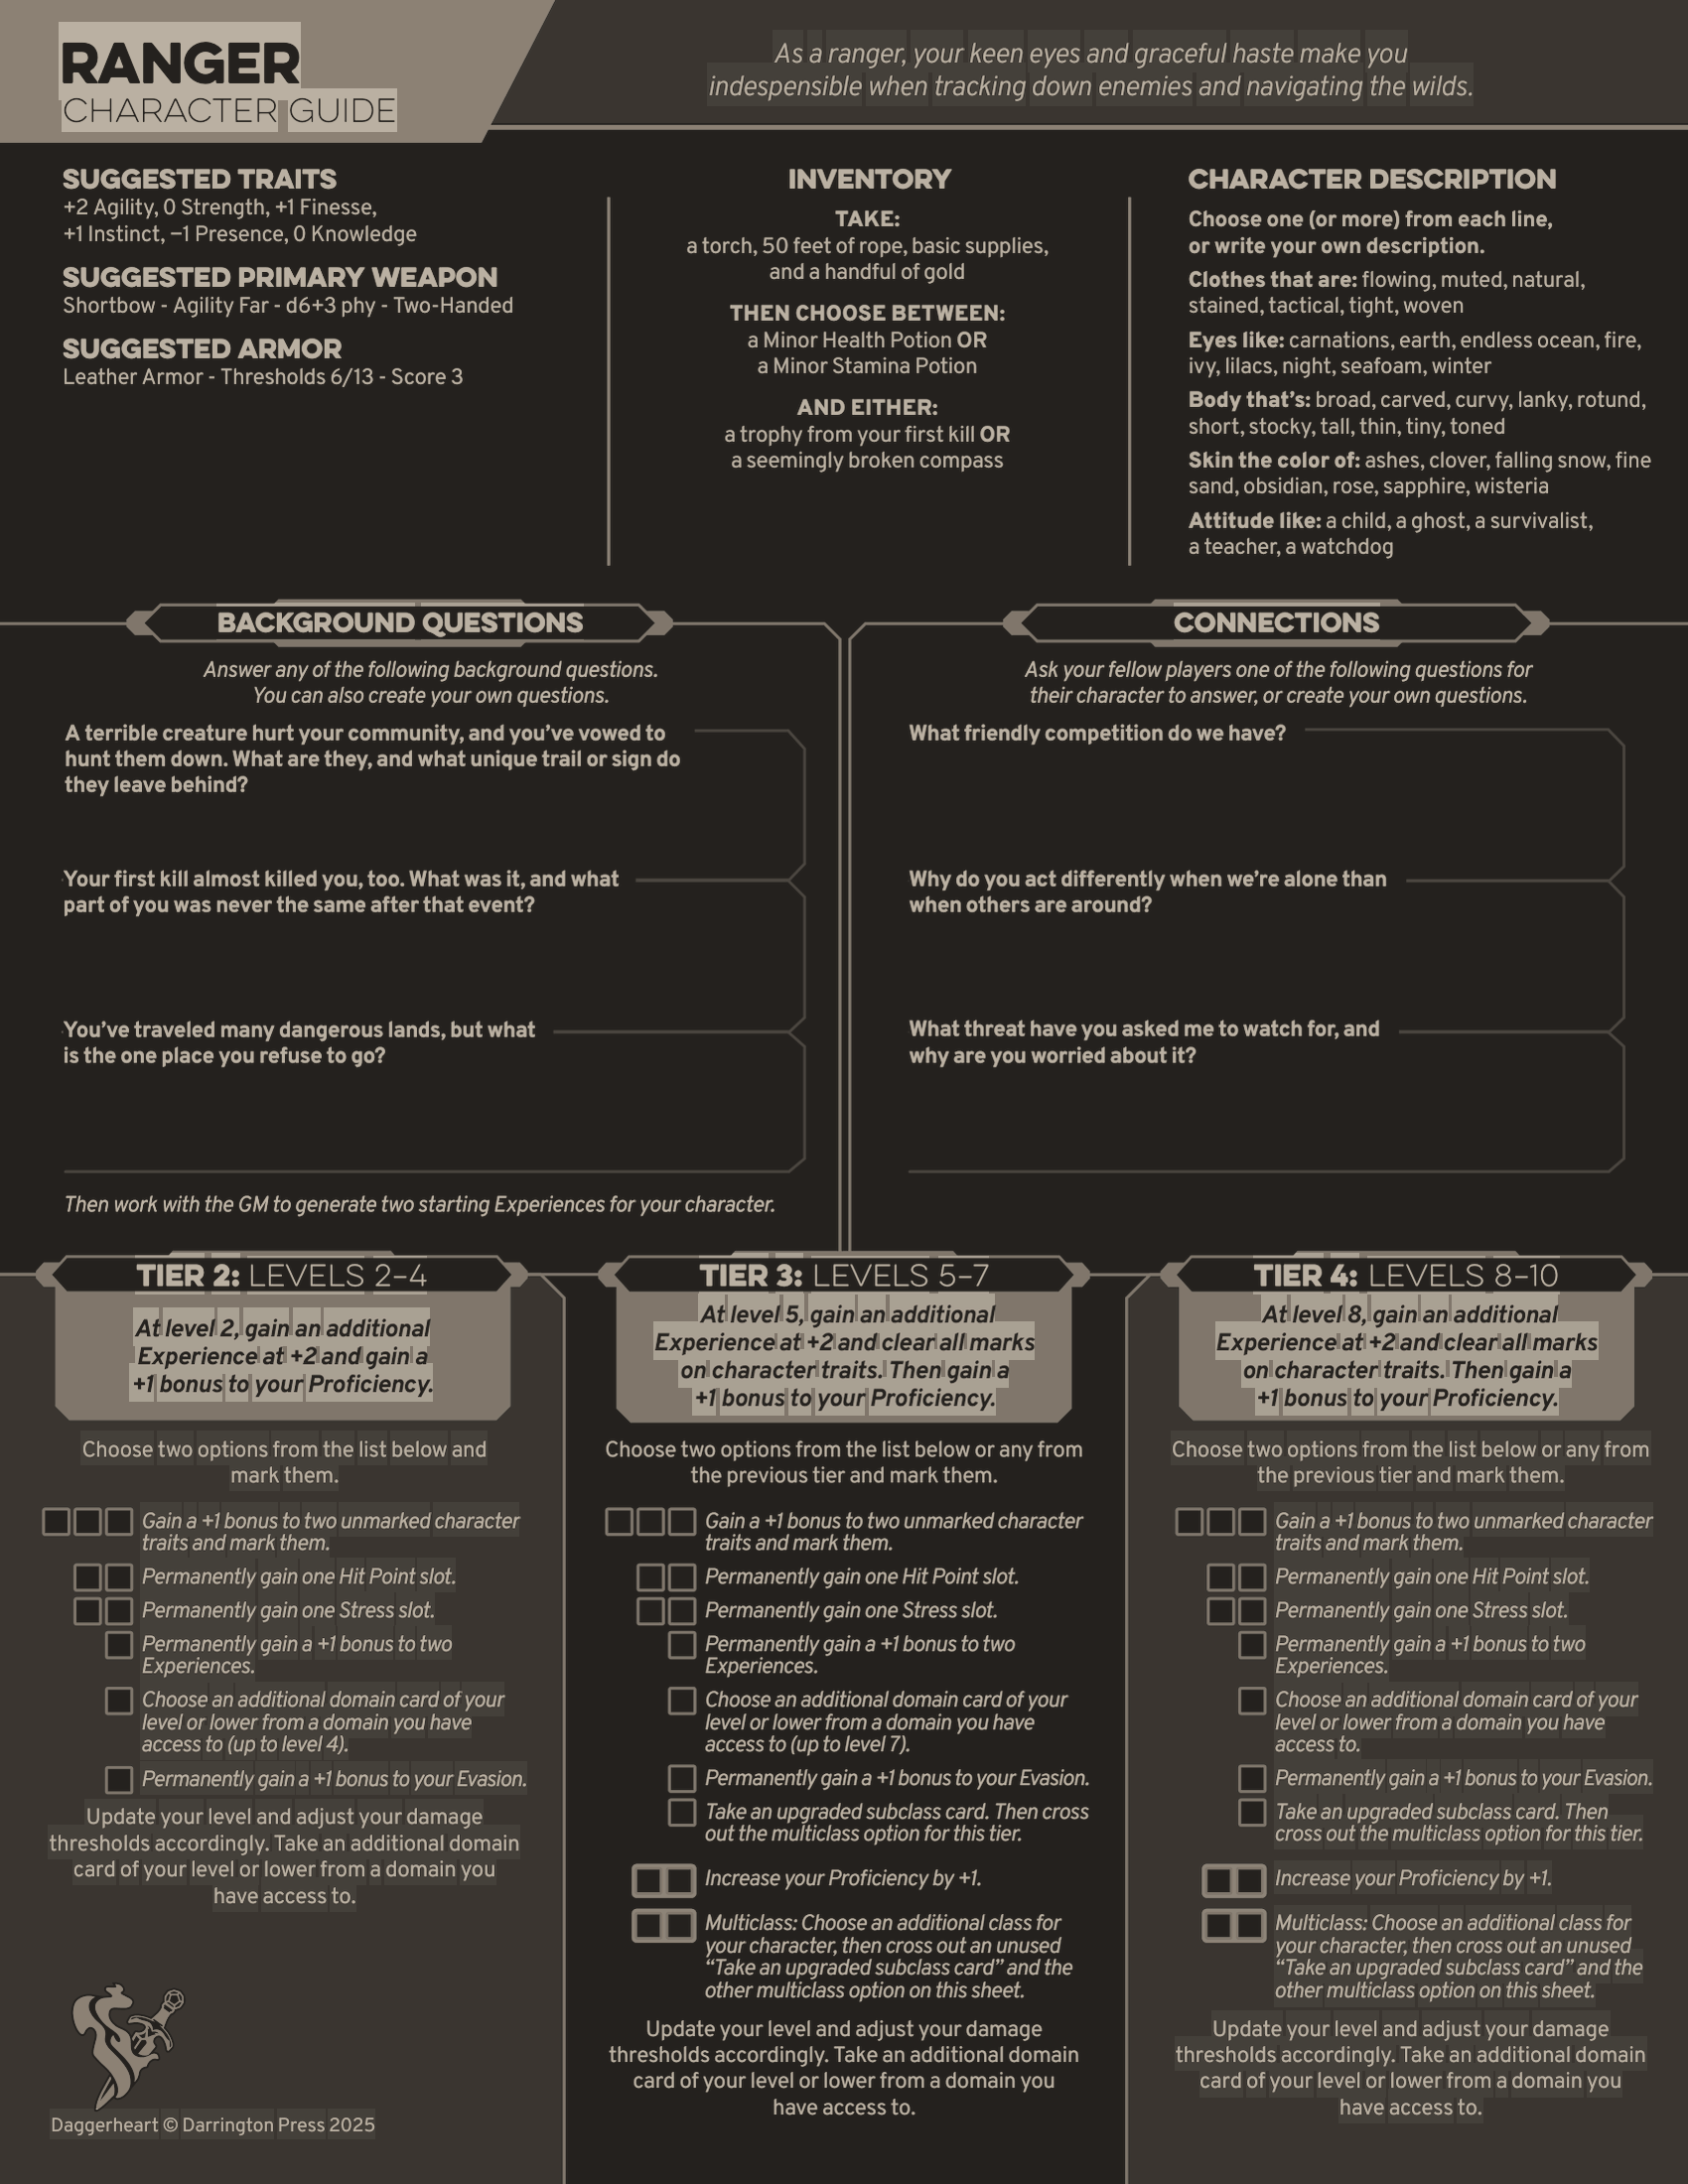 RANGER
CHARACTER GUIDE
As a ranger, your keen eyes and graceful haste make you
indespensible when tracking down enemies and navigating the wilds.
SUGGESTED TRAITS
+2 Agility, 0 Strength, +1 Finesse,
+1 Instinct, −1 Presence, 0 Knowledge
SUGGESTED PRIMARY WEAPON
Shortbow - Agility Far - d6+3 phy - Two-Handed
SUGGESTED ARMOR
Leather Armor - Thresholds 6/13 - Score 3
INVENTORY
TAKE:
a torch, 50 feet of rope, basic supplies,
and a handful of gold
THEN CHOOSE BETWEEN:
a Minor Health Potion OR
a Minor Stamina Potion
AND EITHER:
a trophy from your first kill OR
a seemingly broken compass
CHARACTER DESCRIPTION
Choose one (or more) from each line,
or write your own description.
Clothes that are: flowing, muted, natural,
stained, tactical, tight, woven
Eyes like: carnations, earth, endless ocean, fire,
ivy, lilacs, night, seafoam, winter
Body that’s: broad, carved, curvy, lanky, rotund,
short, stocky, tall, thin, tiny, toned
Skin the color of: ashes, clover, falling snow, fine
sand, obsidian, rose, sapphire, wisteria
Attitude like: a child, a ghost, a survivalist,
a teacher, a watchdog
BACKGROUND QUESTIONS
Answer any of the following background questions.
You can also create your own questions.
A terrible creature hurt your community, and you’ve vowed to
hunt them down. What are they, and what unique trail or sign do
they leave behind?
Your first kill almost killed you, too. What was it, and what
part of you was never the same after that event?
You’ve traveled many dangerous lands, but what
is the one place you refuse to go?
Then work with the GM to generate two starting Experiences for your character.
CONNECTIONS
Ask your fellow players one of the following questions for
their character to answer, or create your own questions.
What friendly competition do we have?
Why do you act differently when we’re alone than
when others are around?
What threat have you asked me to watch for, and
why are you worried about it?
TIER 2: LEVELS 2–4
At level 2, gain an additional
Experience at +2 and gain a
+1 bonus to your Proficiency.
Choose two options from the list below and
mark them.
Gain a +1 bonus to two unmarked character
traits and mark them.
Permanently gain one Hit Point slot.
Permanently gain one Stress slot.
Permanently gain a +1 bonus to two
Experiences.
Choose an additional domain card of your
level or lower from a domain you have
access to (up to level 4).
Permanently gain a +1 bonus to your Evasion.
Update your level and adjust your damage
thresholds accordingly. Take an additional domain
card of your level or lower from a domain you
have access to.
Daggerheart © Darrington Press 2025
TIER 3: LEVELS 5–7
At level 5, gain an additional
Experience at +2 and clear all marks
on character traits. Then gain a
+1 bonus to your Proficiency.
Choose two options from the list below or any from
the previous tier and mark them.
Gain a +1 bonus to two unmarked character
traits and mark them.
Permanently gain one Hit Point slot.
Permanently gain one Stress slot.
Permanently gain a +1 bonus to two
Experiences.
Choose an additional domain card of your
level or lower from a domain you have
access to (up to level 7).
Permanently gain a +1 bonus to your Evasion.
Take an upgraded subclass card. Then cross
out the multiclass option for this tier.
Increase your Proficiency by +1.
Multiclass: Choose an additional class for
your character, then cross out an unused
“Take an upgraded subclass card” and the
other multiclass option on this sheet.
Update your level and adjust your damage
thresholds accordingly. Take an additional domain
card of your level or lower from a domain you
have access to.
TIER 4: LEVELS 8–10
At level 8, gain an additional
Experience at +2 and clear all marks
on character traits. Then gain a
+1 bonus to your Proficiency.
Choose two options from the list below or any from
the previous tier and mark them.
Gain a +1 bonus to two unmarked character
traits and mark them.
Permanently gain one Hit Point slot.
Permanently gain one Stress slot.
Permanently gain a +1 bonus to two
Experiences.
Choose an additional domain card of your
level or lower from a domain you have
access to.
Permanently gain a +1 bonus to your Evasion.
Take an upgraded subclass card. Then
cross out the multiclass option for this tier.
Increase your Proficiency by +1.
Multiclass: Choose an additional class for
your character, then cross out an unused
“Take an upgraded subclass card” and the
other multiclass option on this sheet.
Update your level and adjust your damage
thresholds accordingly. Take an additional domain
card of your level or lower from a domain you
have access to.